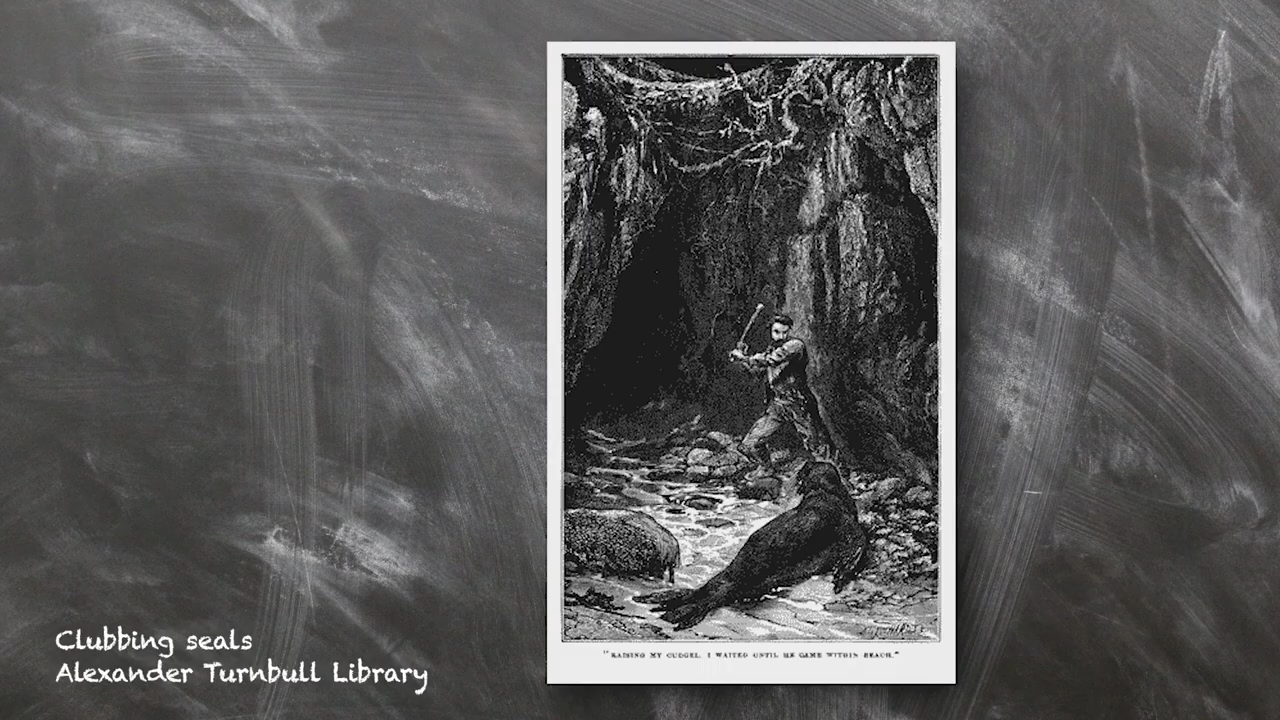 Clubbing seals
Alexander Turnbull Library
"RAISING MY CUDGEL, I WAITED UNTIL HE CAME WITHIN REACH."